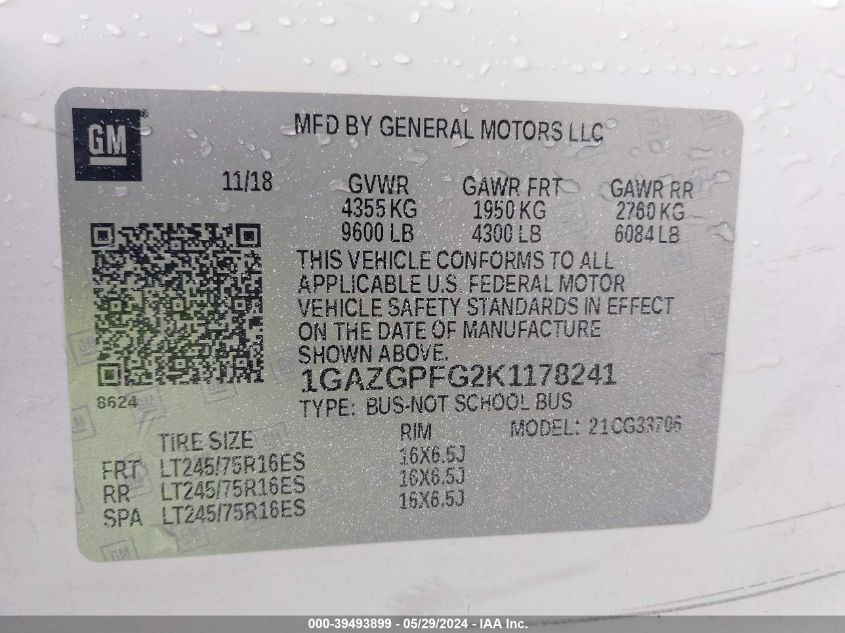 GM
MFD BY GENERAL MOTORS LLC
11/18 GVWR GAWR FRT GAWR RR
4355 KG 1950 KG 2760 KG
9600 LB 4300 LB 6084 LB
THIS VEHICLE CONFORMS TO ALL
APPLICABLE U.S. FEDERAL MOTOR
VEHICLE SAFETY STANDARDS IN EFFECT
ON THE DATE OF MANUFACTURE
SHOWN ABOVE.
1GAZGPFG2K1178241
8624
TYPE: BUS-NOT SCHOOL BUS
MODEL: 21CG33706
TIRE SIZE RIM
FRT LT245/75R16ES 16X6.5J
RR LT245/75R16ES 16X6.5J
SPA LT245/75R16ES 16X6.5J
000-39493899 - 05/29/2024 - IAA Inc.